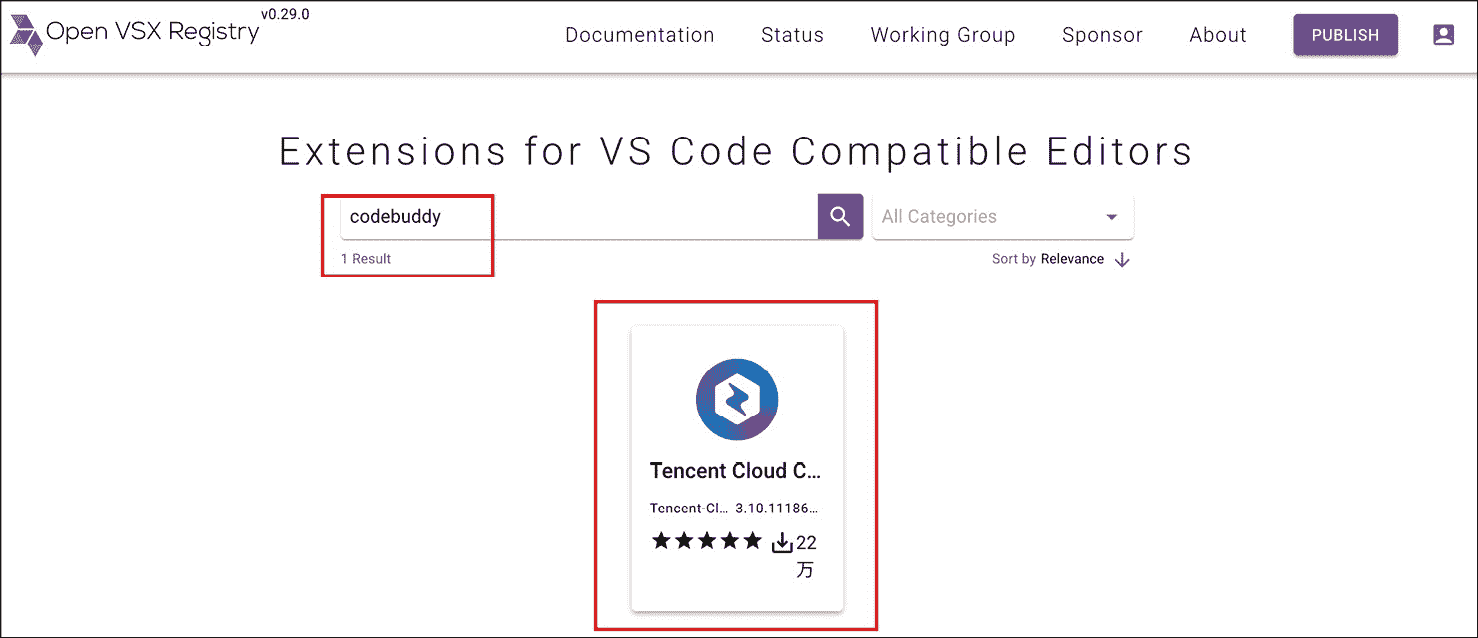 Open VSX Registry v0.29.0
Documentation Status Working Group Sponsor About PUBLISH
Extensions for VS Code Compatible Editors
codebuddy All Categories
1 Result Sort by Relevance
Tencent Cloud C...
Tencent-Cl... 3.10.11186...
22
万